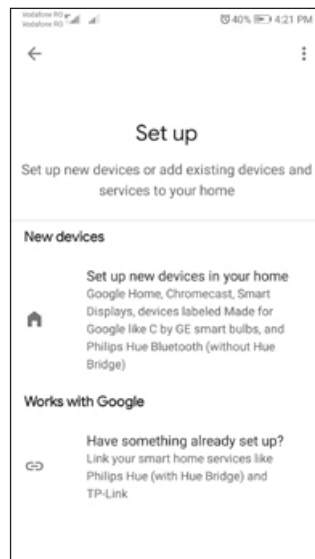 Vodafone RO
Vodafone RO
40% 4:21 PM
Set up
Set up new devices or add existing devices and
services to your home
New devices
Set up new devices in your home
Google Home, Chromecast, Smart
Displays, devices labeled Made for
Google like C by GE smart bulbs, and
Philips Hue Bluetooth (without Hue
Bridge)
Works with Google
Have something already set up?
Link your smart home services like
Philips Hue (with Hue Bridge) and
TP-Link